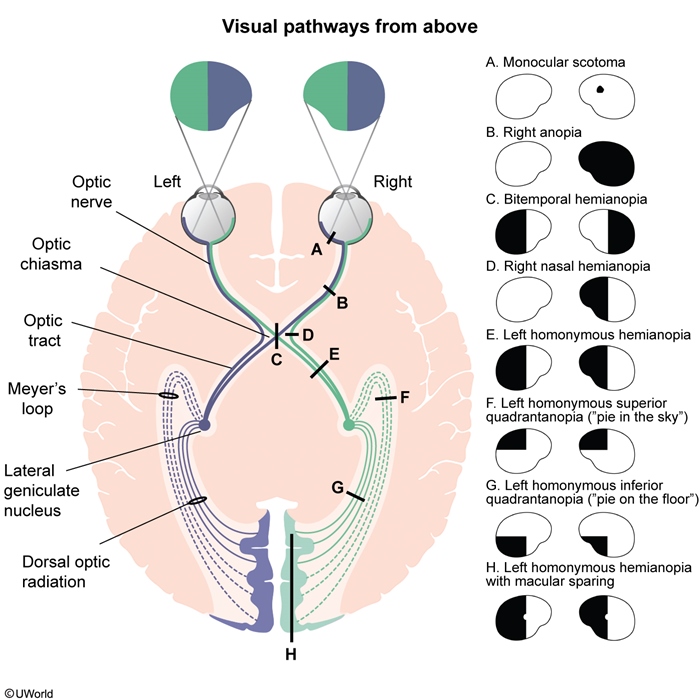 Visual pathways from above
Left
Right
Optic
nerve
Optic
chiasma
Optic
tract
Meyer's
loop
Lateral
geniculate
nucleus
Dorsal optic
radiation
A
B
C
D
E
F
G
H
A. Monocular scotoma
B. Right anopia
C. Bitemporal hemianopia
D. Right nasal hemianopia
E. Left homonymous hemianopia
F. Left homonymous superior
quadrantanopia ("pie in the sky")
G. Left homonymous inferior
quadrantanopia ("pie on the floor")
H. Left homonymous hemianopia
with macular sparing
©UWorld